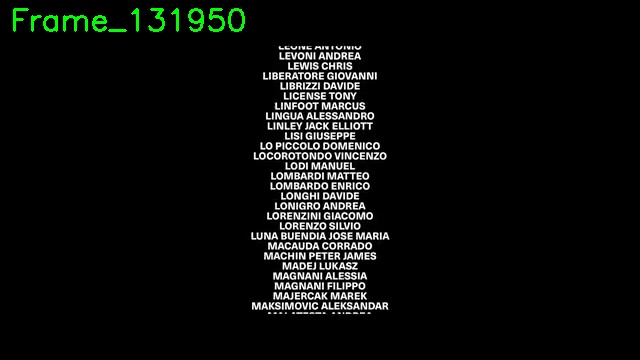 Frame_131950
LEONE ANTONIO
LEVONI ANDREA
LEWIS CHRIS
LIBERATORE GIOVANNI
LIBRIZZI DAVIDE
LICENSE TONY
LINFOOT MARCUS
LINGUA ALESSANDRO
LINLEY JACK ELLIOTT
LISI GIUSEPPE
LO PICCOLO DOMENICO
LOCOROTONDO VINCENZO
LODI MANUEL
LOMBARDI MATTEO
LOMBARDO ENRICO
LONGHI DAVIDE
LONIGRO ANDREA
LORENZINI GIACOMO
LORENZO SILVIO
LUNA BUENDIA JOSE MARIA
MACAUDA CORRADO
MACHIN PETER JAMES
MADEJ LUKASZ
MAGNANI ALESSIA
MAGNANI FILIPPO
MAJERCAK MAREK
MAKSIMOVIC ALEKSANDAR